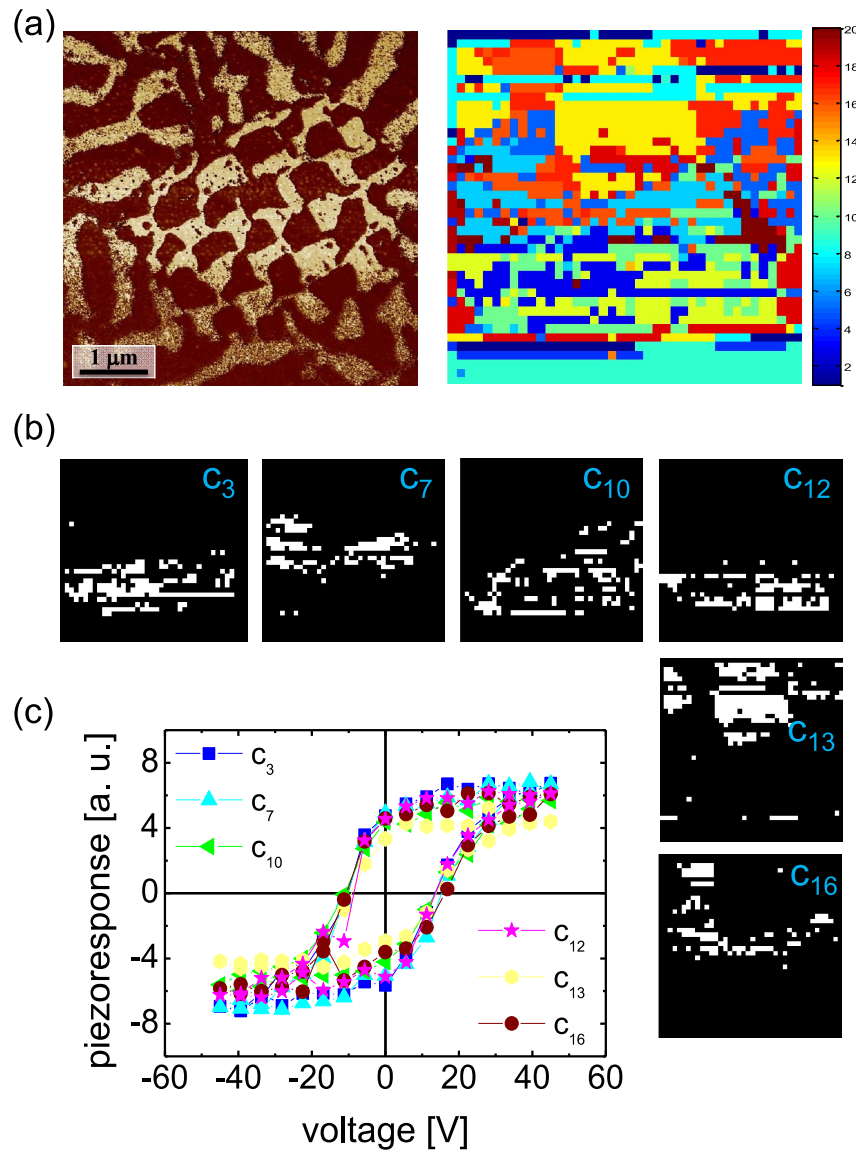 (a)
1 μm
20
18
16
14
12
10
8
6
4
2
(b)
c3
c7
c10
c12
c13
c16
(c)
piezoresponse [a. u.]
8
4
0
-4
-8
c3
c7
c10
c12
c13
c16
-60 -40 -20 0 20 40 60
voltage [V]